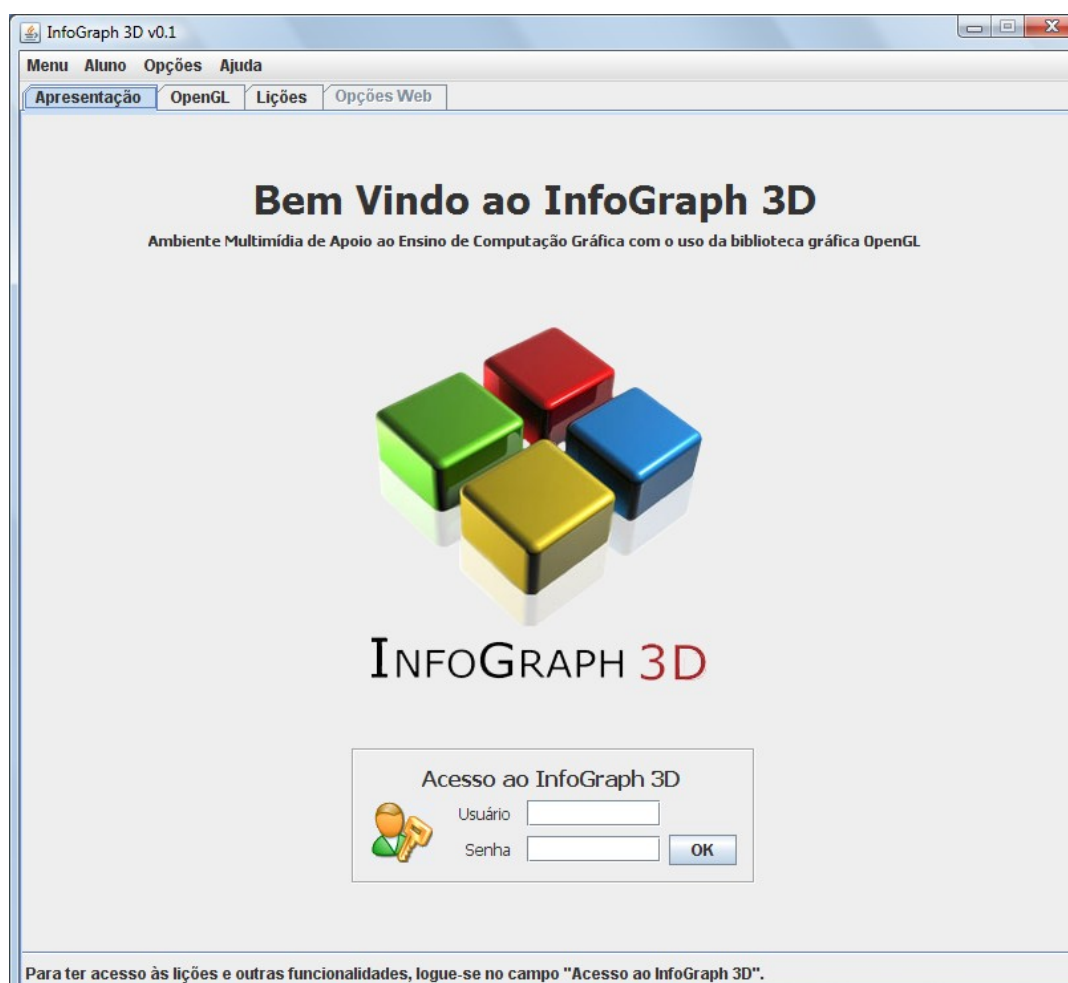 InfoGraph 3D v0.1
Menu Aluno Opções Ajuda
Apresentação OpenGL Lições Opções Web
Bem Vindo ao InfoGraph 3D
Ambiente Multimídia de Apoio ao Ensino de Computação Gráfica com o uso da biblioteca gráfica OpenGL
INFOGRAPH 3D
Acesso ao InfoGraph 3D
Usuário
Senha OK
Para ter acesso às lições e outras funcionalidades, logue-se no campo "Acesso ao InfoGraph 3D".